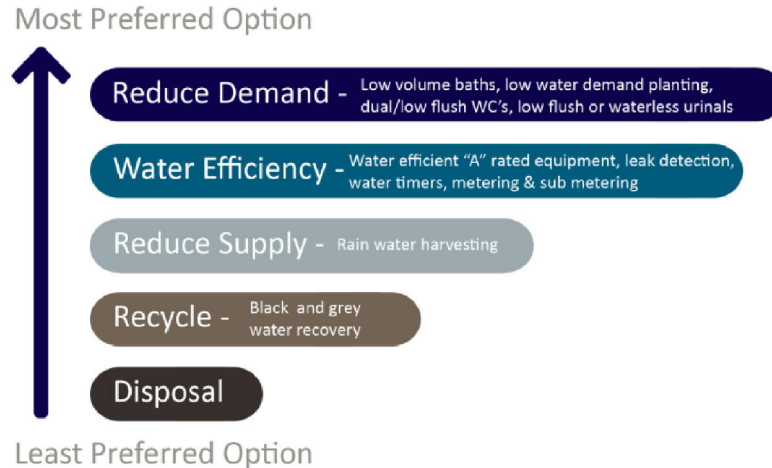 Most Preferred Option
Reduce Demand - Low volume baths, low water demand planting,
dual/low flush WC's, low flush or waterless urinals
Water Efficiency - Water efficient “A” rated equipment, leak detection,
water timers, metering & sub metering
Reduce Supply - Rain water harvesting
Recycle - Black and grey
water recovery
Disposal
Least Preferred Option